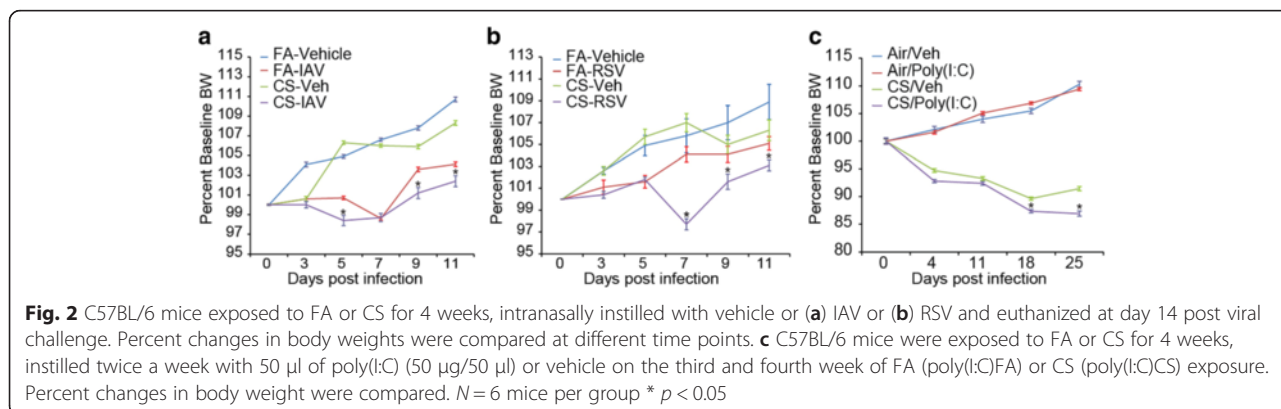 a
115
113
111
109
107
105
103
101
99
97
95
Percent Baseline BW
FA-Vehicle
FA-IAV
CS-Veh
CS-IAV
*
*
*
0 3 5 7 9 11
Days post infection
b
113
111
109
107
105
103
101
99
97
95
Percent Baseline BW
FA-Vehicle
FA-RSV
CS-Veh
CS-RSV
*
*
*
0 3 5 7 9 11
Days post infection
c
115
110
105
100
95
90
85
80
Percent Baseline BW
Air/Veh
Air/Poly(I:C)
CS/Veh
CS/Poly(I:C)
*
*
0 4 11 18 25
Days post infection
Fig. 2 C57BL/6 mice exposed to FA or CS for 4 weeks, intranasally instilled with vehicle or (a) IAV or (b) RSV and euthanized at day 14 post viral
challenge. Percent changes in body weights were compared at different time points. c C57BL/6 mice were exposed to FA or CS for 4 weeks,
instilled twice a week with 50 μl of poly(I:C) (50 μg/50 μl) or vehicle on the third and fourth week of FA (poly(I:C)FA) or CS (poly(I:C)CS) exposure.
Percent changes in body weight were compared. N = 6 mice per group * p < 0.05